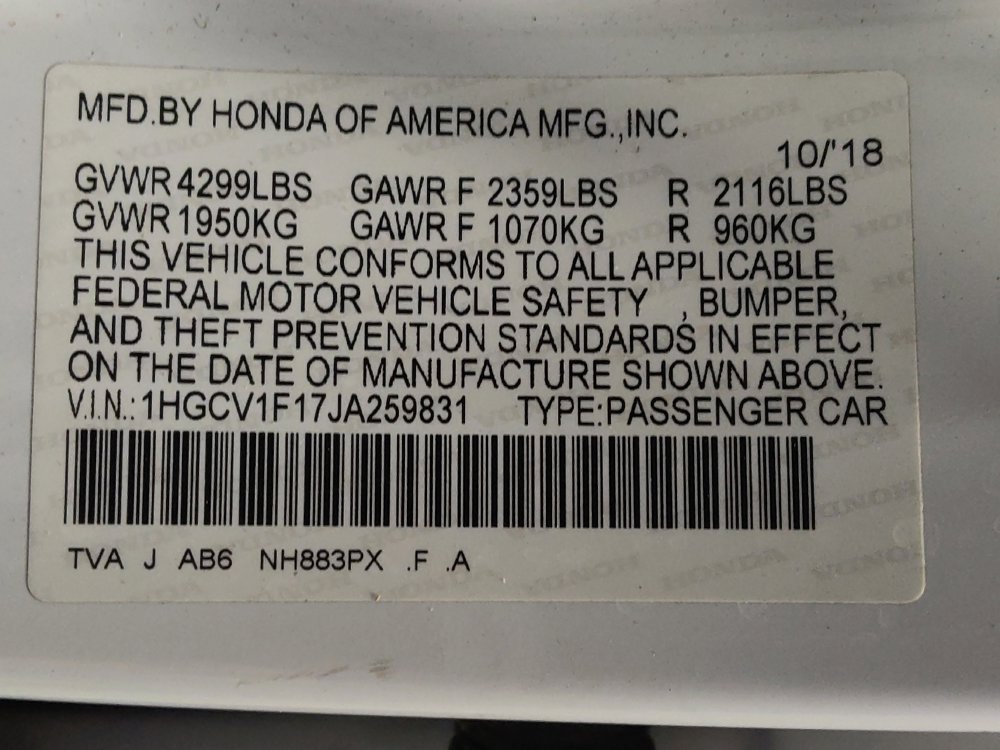 MFD.BY HONDA OF AMERICA MFG.,INC.
10/'18
GVWR 4299LBS GAWR F 2359LBS R 2116LBS
GVWR 1950KG GAWR F 1070KG R 960KG
THIS VEHICLE CONFORMS TO ALL APPLICABLE
FEDERAL MOTOR VEHICLE SAFETY , BUMPER,
AND THEFT PREVENTION STANDARDS IN EFFECT
ON THE DATE OF MANUFACTURE SHOWN ABOVE.
V.I.N.:1HGCV1F17JA259831 TYPE:PASSENGER CAR
TVA J AB6 NH883PX .F .A